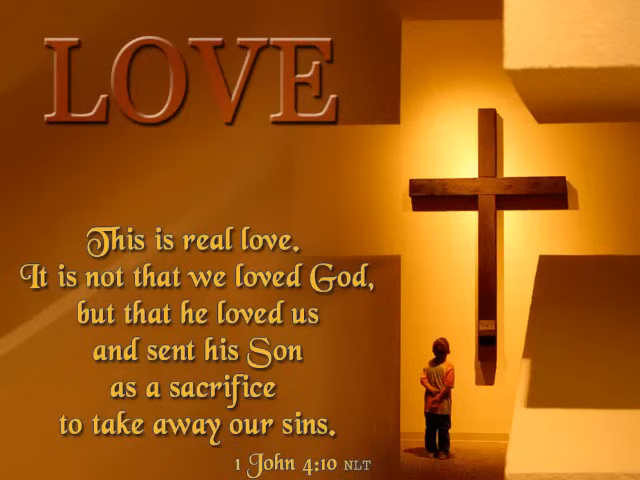 LOVE
This is real love.
It is not that we loved God,
but that he loved us
and sent his Son
as a sacrifice
to take away our sins.
1 John 4:10 NLT